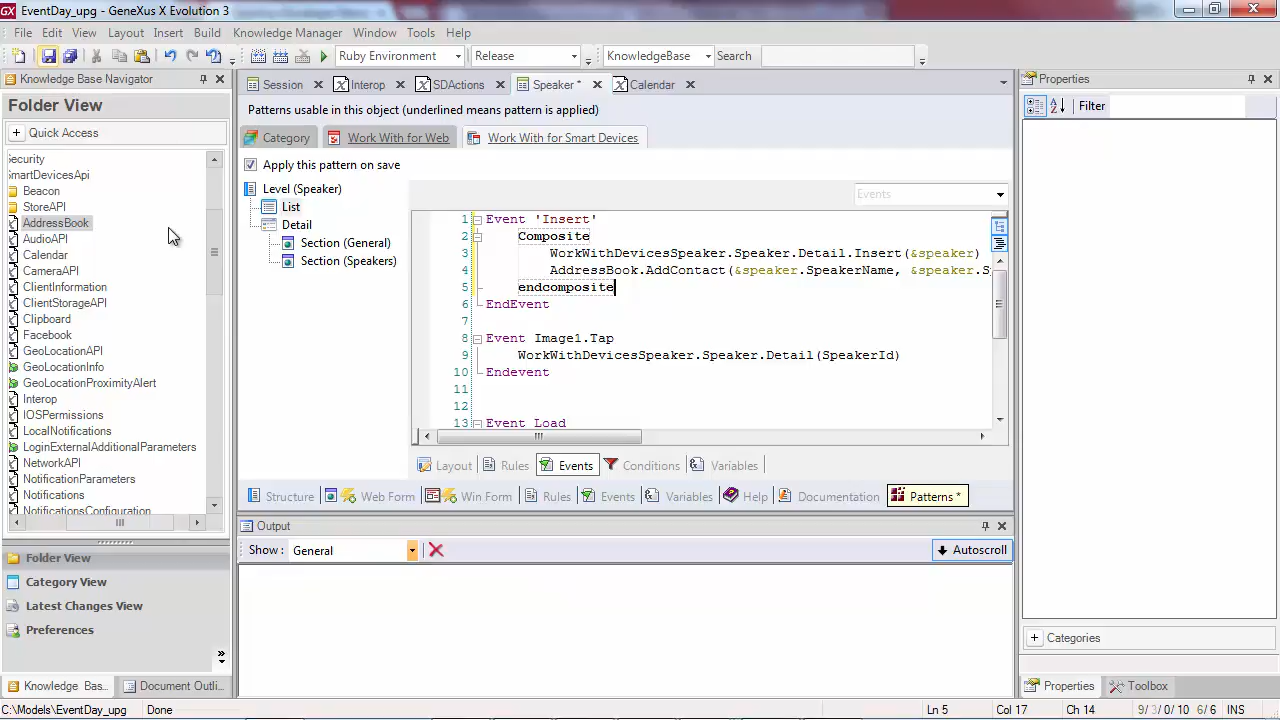 GX EventDay_upg - GeneXus X Evolution 3
File Edit View Layout Insert Build Knowledge Manager Window Tools Help
Ruby Environment Release KnowledgeBase Search
Knowledge Base Navigator
Folder View
Quick Access
ecurity
martDevicesApi
Beacon
StoreAPI
AddressBook
AudioAPI
Calendar
CameraAPI
ClientInformation
ClientStorageAPI
Clipboard
Facebook
GeoLocationAPI
GeoLocationInfo
GeoLocationProximityAlert
Interop
IOSPermissions
LocalNotifications
LoginExternalAdditionalParameters
NetworkAPI
NotificationParameters
Notifications
NotificationsConfiguration
Folder View
Category View
Latest Changes View
Preferences
Knowledge Bas... Document Outli...
Session Interop SDActions Speaker * Calendar
Patterns usable in this object (underlined means pattern is applied)
Category Work With for Web Work With for Smart Devices
Apply this pattern on save
Level (Speaker)
List
Detail
Section (General)
Section (Speakers)
Events
1 Event 'Insert'
2 Composite
3 WorkWithDevicesSpeaker.Speaker.Detail.Insert(&speaker)
4 AddressBook.AddContact(&speaker.SpeakerName, &speaker.S
5 endcomposite
6 EndEvent
7
8 Event Image1.Tap
9 WorkWithDevicesSpeaker.Speaker.Detail(SpeakerId)
10 Endevent
11
12
13 Event Load
Layout Rules Events Conditions Variables
Structure Web Form Win Form Rules Events Variables Help Documentation Patterns *
Output
Show: General Autoscroll
Properties
Filter
Categories
Properties Toolbox
C:\Models\EventDay_upg Done Ln 5 Col 17 Ch 14 9/ 3/ 0/ 10 6/ 6 INS